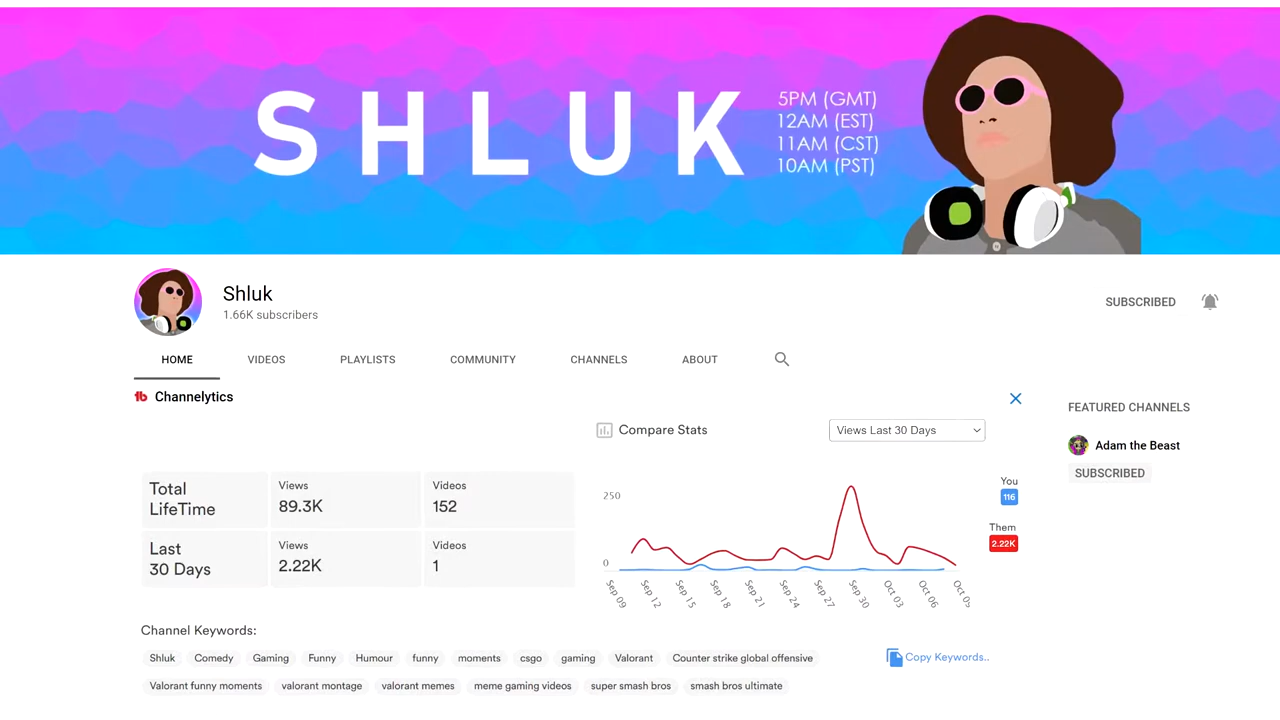 SHLUK
5PM (GMT)
12AM (EST)
11AM (CST)
10AM (PST)
Shluk
1.66K subscribers
SUBSCRIBED
HOME VIDEOS PLAYLISTS COMMUNITY CHANNELS ABOUT
tb Channelytics
FEATURED CHANNELS
Adam the Beast
SUBSCRIBED
Compare Stats
Views Last 30 Days
Total LifeTime
Views
89.3K
Videos
152
Last 30 Days
Views
2.22K
Videos
1
250
0
Sep 09 Sep 12 Sep 15 Sep 18 Sep 21 Sep 24 Sep 27 Sep 30 Oct 03 Oct 06 Oct 09
You
116
Them
2.22K
Channel Keywords:
Shluk Comedy Gaming Funny Humour funny moments csgo gaming Valorant Counter strike global offensive
Copy Keywords..
Valorant funny moments valorant montage valorant memes meme gaming videos super smash bros smash bros ultimate